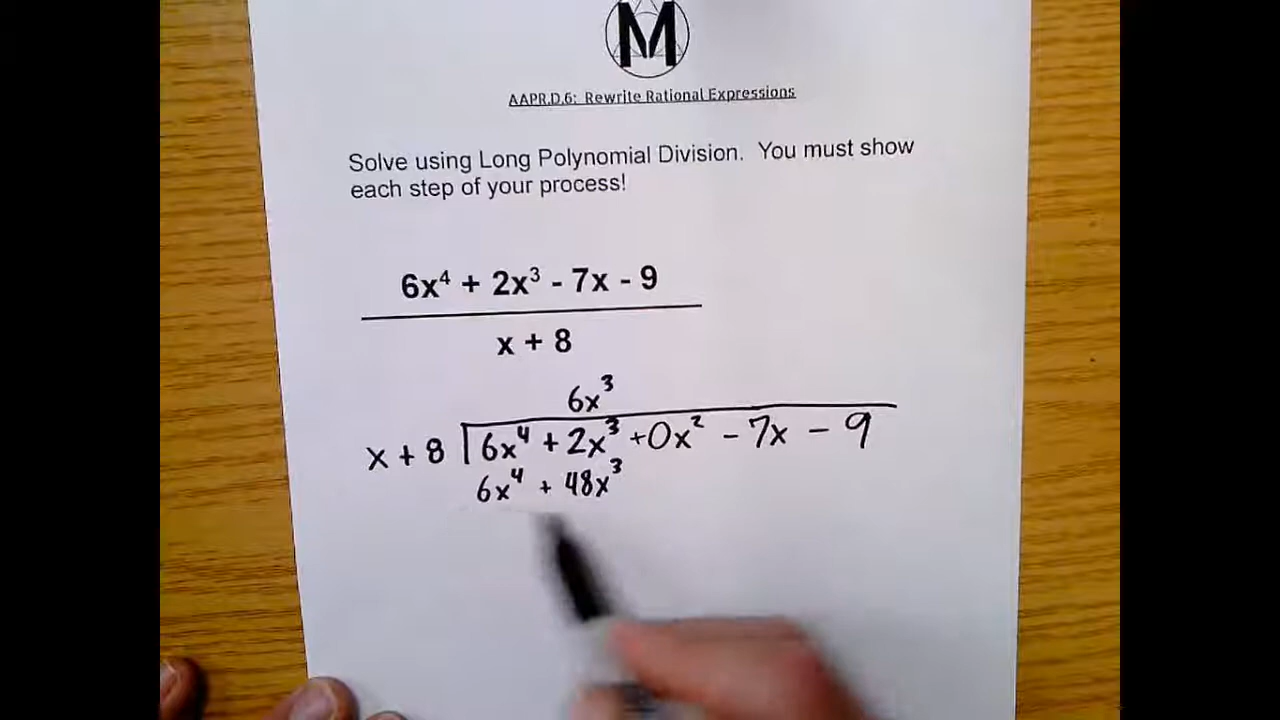 M
AAPR.D.6: Rewrite Rational Expressions
Solve using Long Polynomial Division. You must show
each step of your process!
6x⁴ + 2x³ - 7x - 9
x + 8
6x³
x + 8 6x⁴ + 2x³ +0x² - 7x - 9
6x⁴ + 48x³